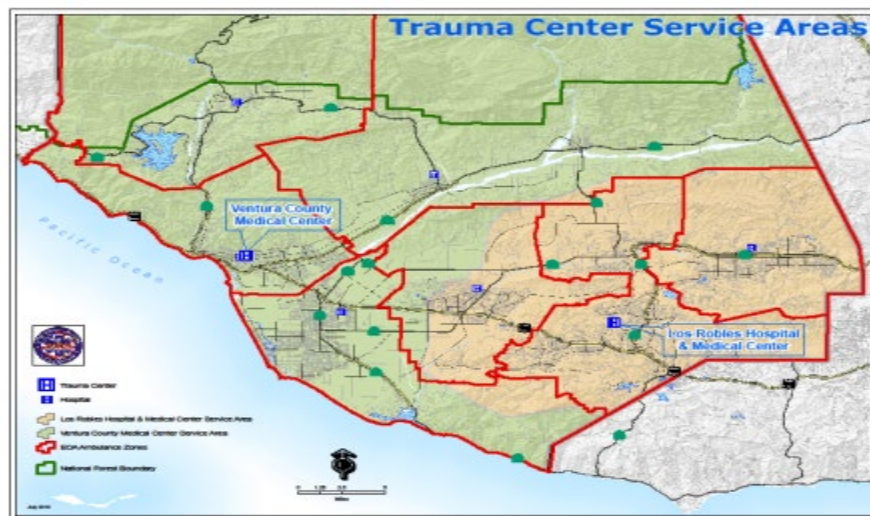 Trauma Center Service Areas
Pacific Ocean
Ventura County
Medical Center
Los Robles Hospital
& Medical Center
Trauma Center
Hospital
Los Robles Hospital & Medical Center Service Area
Ventura County Medical Center Service Area
EOA Ambulance Zones
National Forest Boundary
Miles